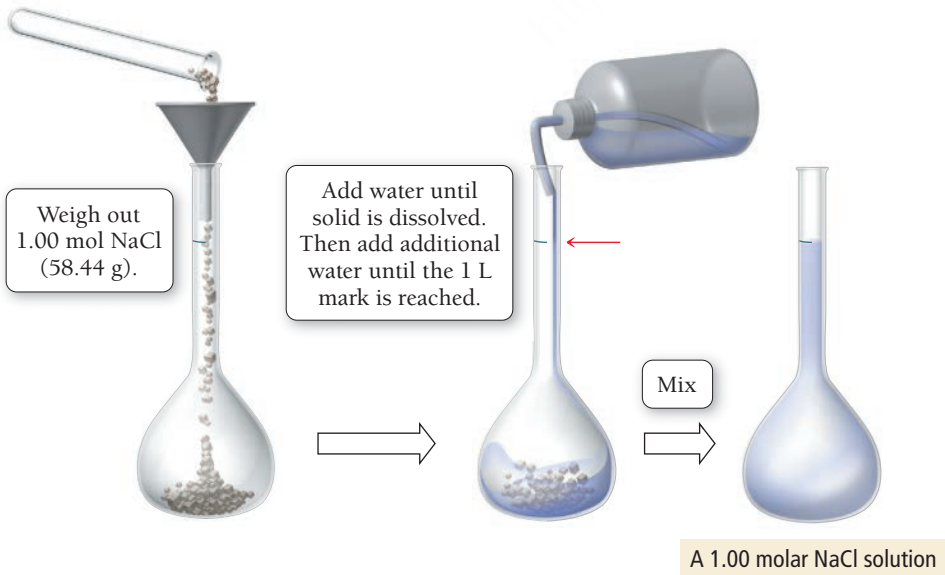 Weigh out
1.00 mol NaCl
(58.44 g).
Add water until
solid is dissolved.
Then add additional
water until the 1 L
mark is reached.
Mix
A 1.00 molar NaCl solution